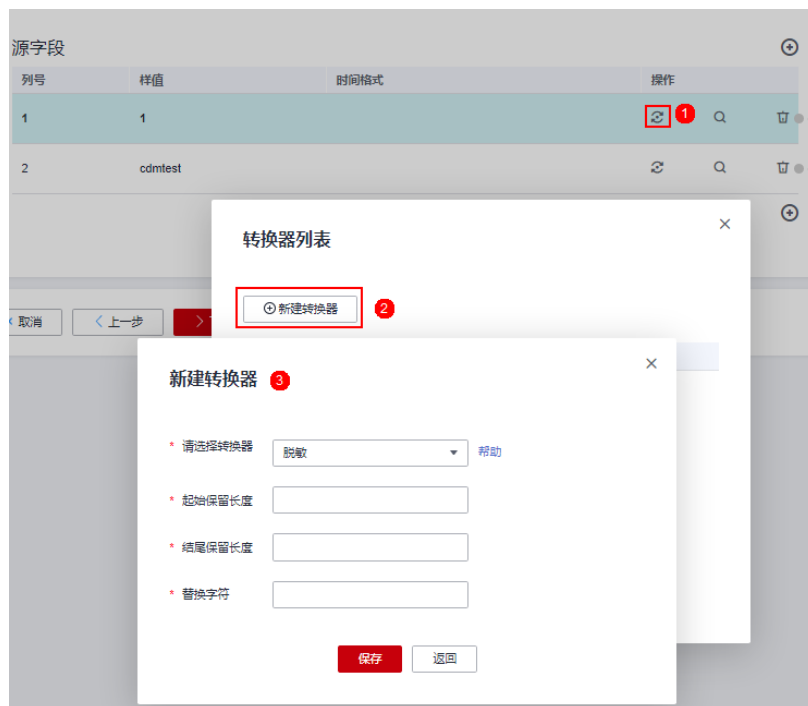 源字段
列号 样值 时间格式 操作
1 1 1
2 cdmtest
转换器列表
新建转换器 2
取消 上一步
新建转换器 3
* 请选择转换器 脱敏 帮助
* 起始保留长度
* 结尾保留长度
* 替换字符
保存 返回